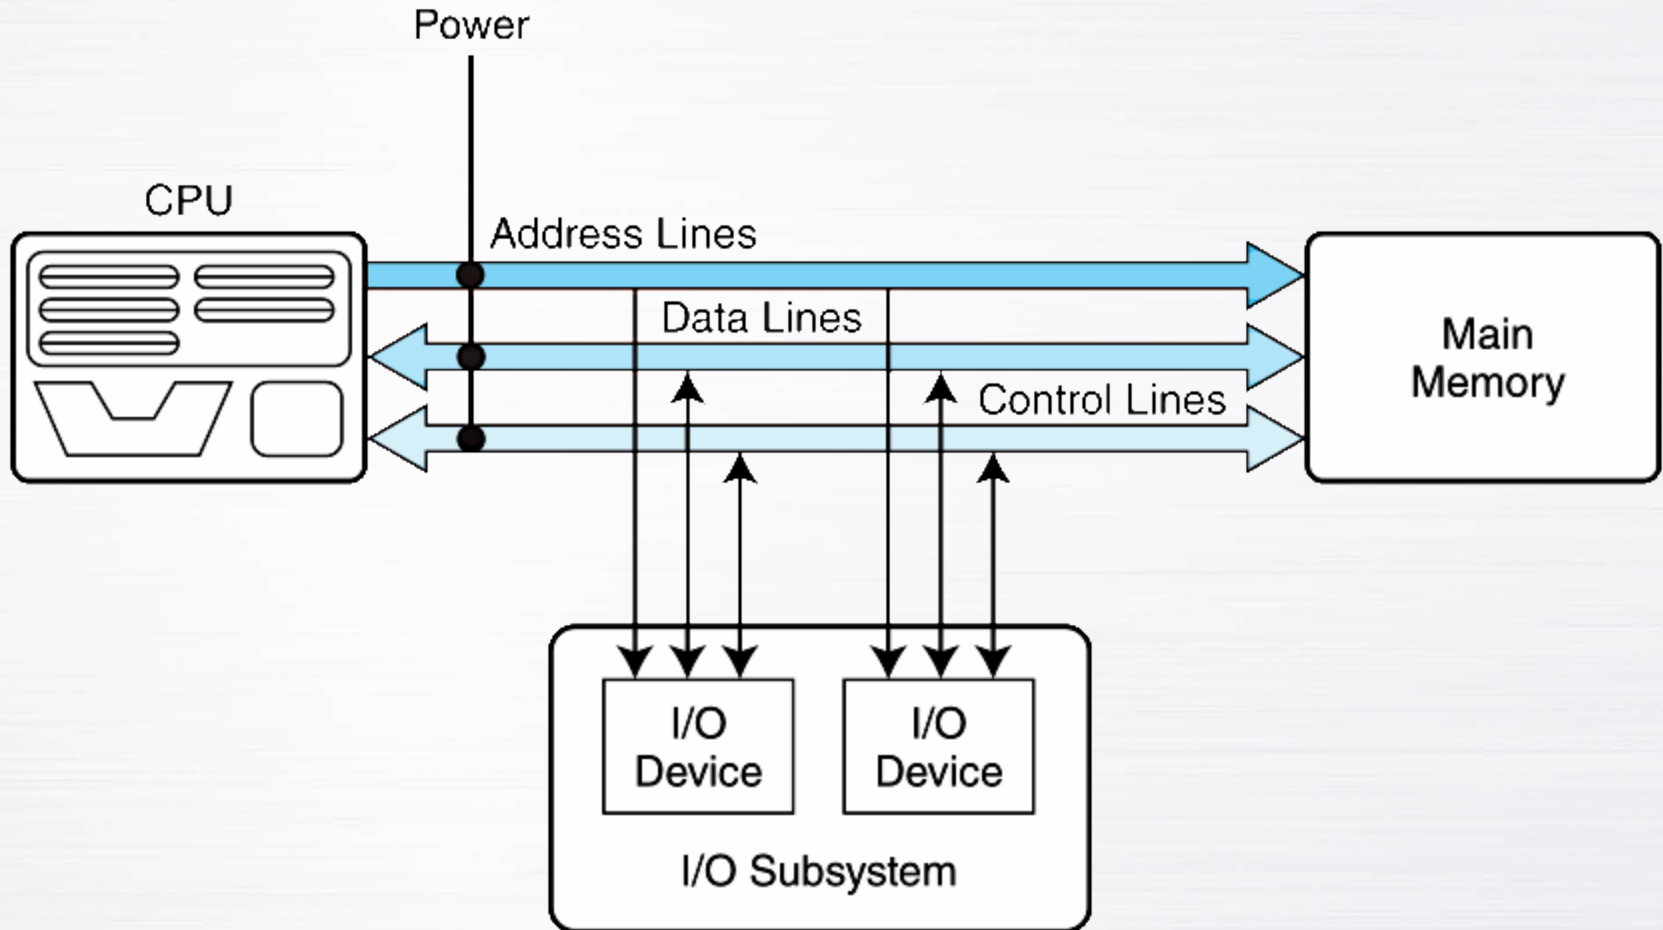 Power
CPU
Address Lines
Data Lines
Control Lines
Main
Memory
I/O
Device
I/O
Device
I/O Subsystem